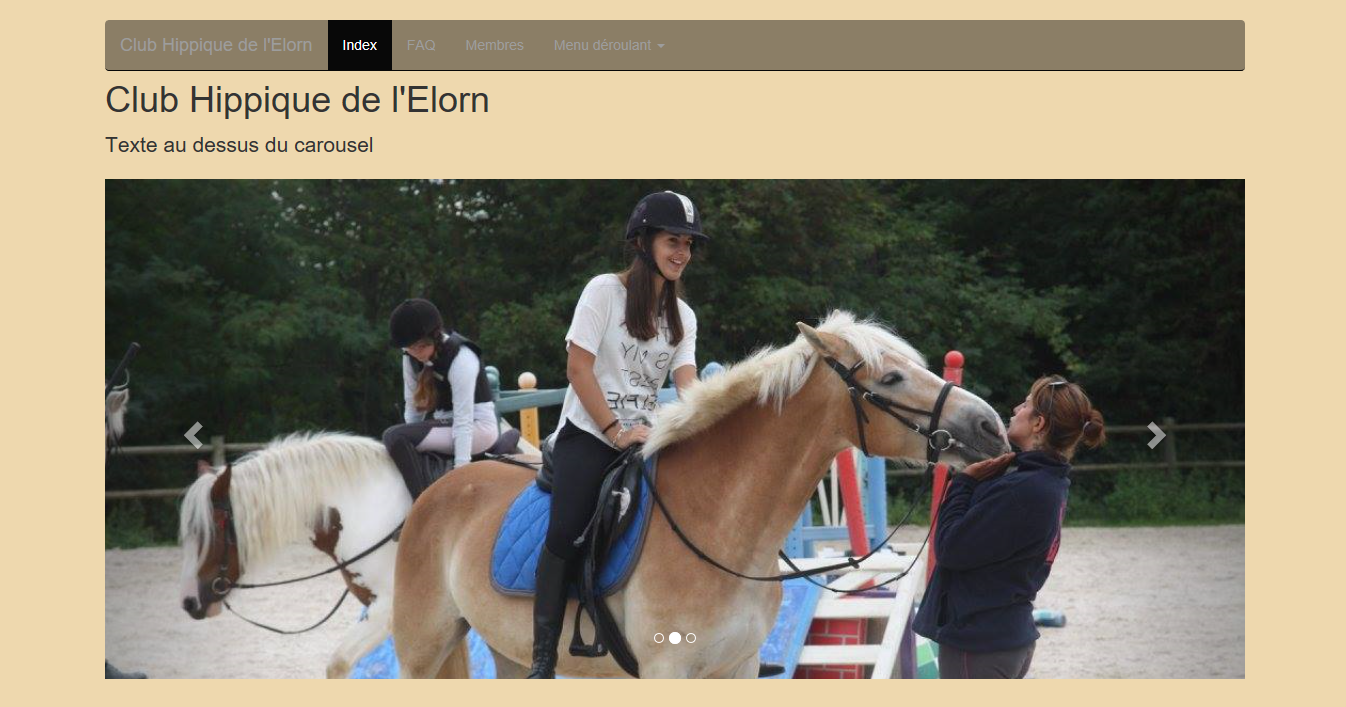 Club Hippique de l'Elorn Index FAQ Membres Menu déroulant
Club Hippique de l'Elorn
Texte au dessus du carousel